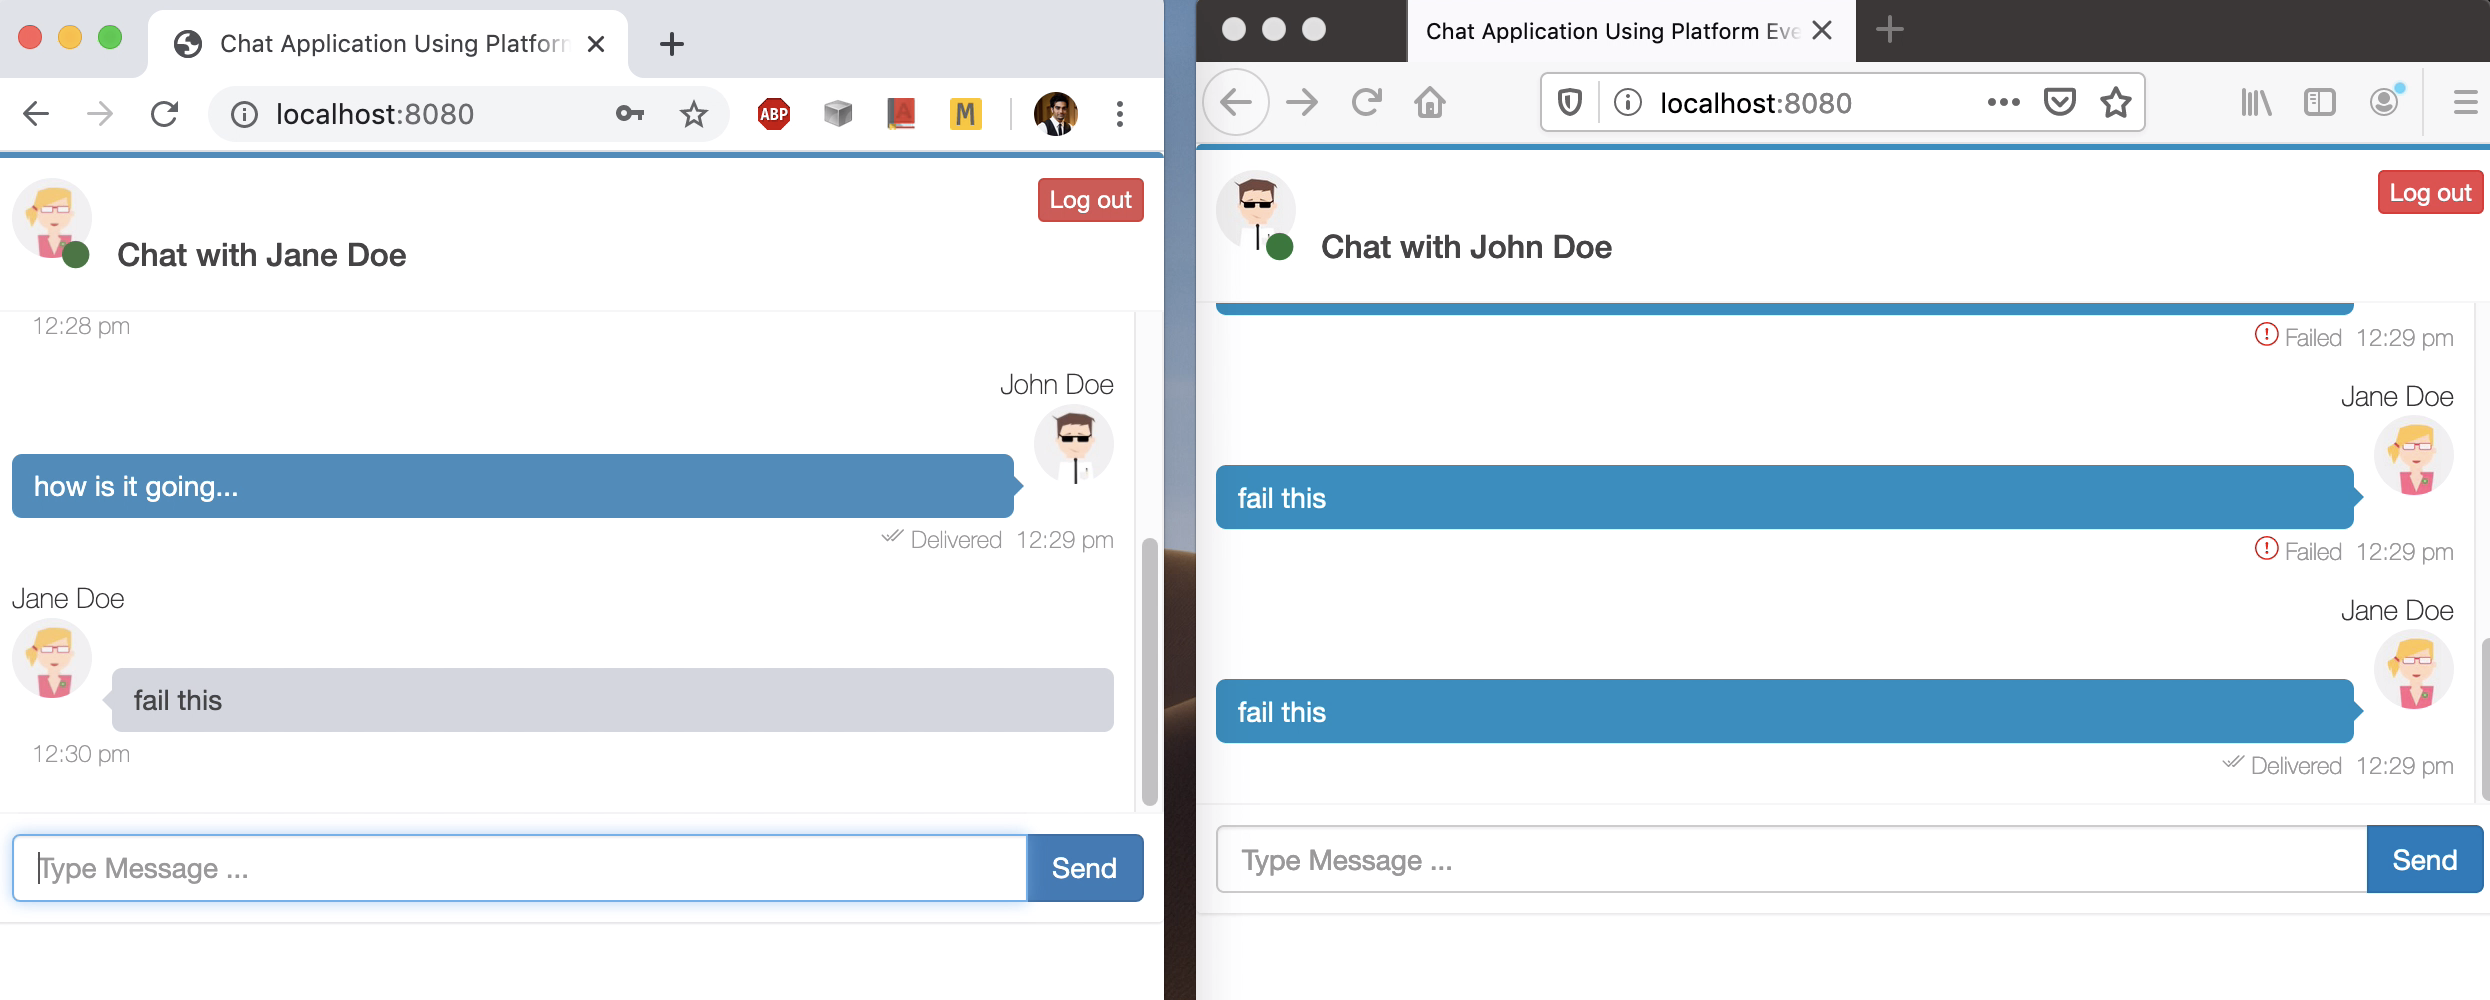 Chat Application Using Platform
localhost:8080
ABP
A
M
Log out
Chat with Jane Doe
12:28 pm
John Doe
how is it going...
Delivered 12:29 pm
Jane Doe
fail this
12:30 pm
Type Message ...
Send
Chat Application Using Platform Eve
localhost:8080
Log out
Chat with John Doe
Failed 12:29 pm
Jane Doe
fail this
Failed 12:29 pm
Jane Doe
fail this
Delivered 12:29 pm
Type Message ...
Send